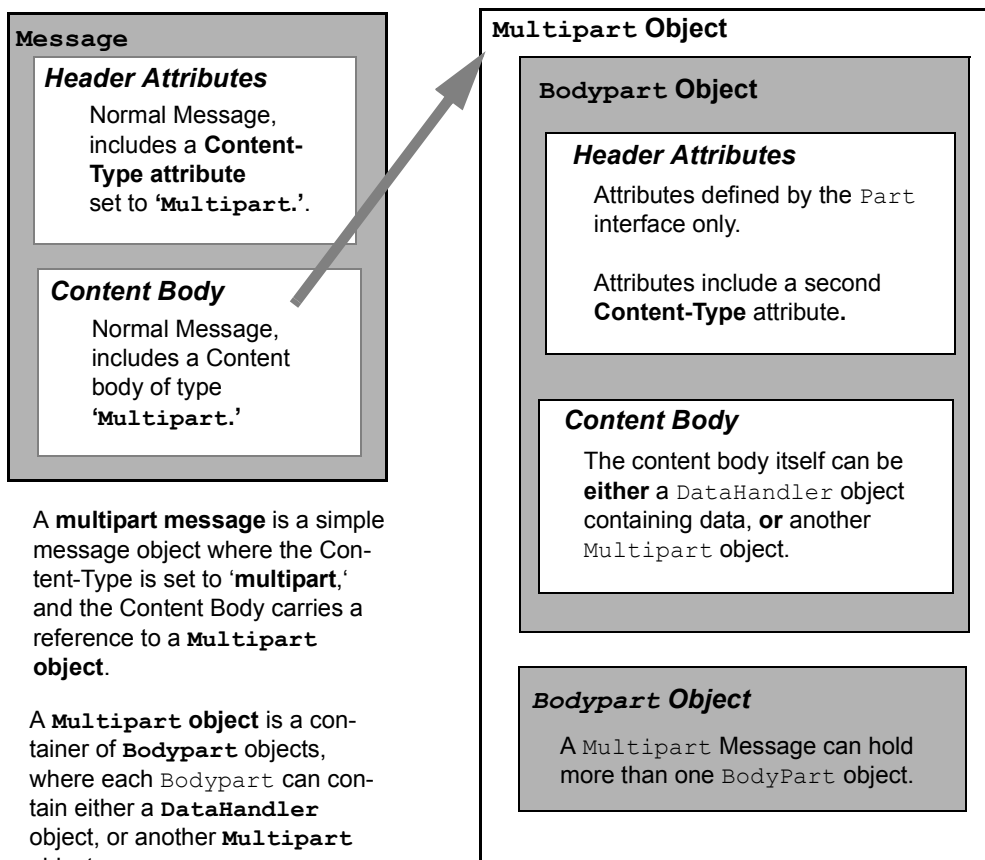 Message
Header Attributes
Normal Message,
includes a Content-
Type attribute
set to ‘Multipart.’.
Content Body
Normal Message,
includes a Content
body of type
‘Multipart.’
A multipart message is a simple
message object where the Con-
tent-Type is set to ‘multipart,‘
and the Content Body carries a
reference to a Multipart
object.
A Multipart object is a con-
tainer of Bodypart objects,
where each Bodypart can con-
tain either a DataHandler
object, or another Multipart
Multipart Object
Bodypart Object
Header Attributes
Attributes defined by the Part
interface only.
Attributes include a second
Content-Type attribute.
Content Body
The content body itself can be
either a DataHandler object
containing data, or another
Multipart object.
Bodypart Object
A Multipart Message can hold
more than one BodyPart object.